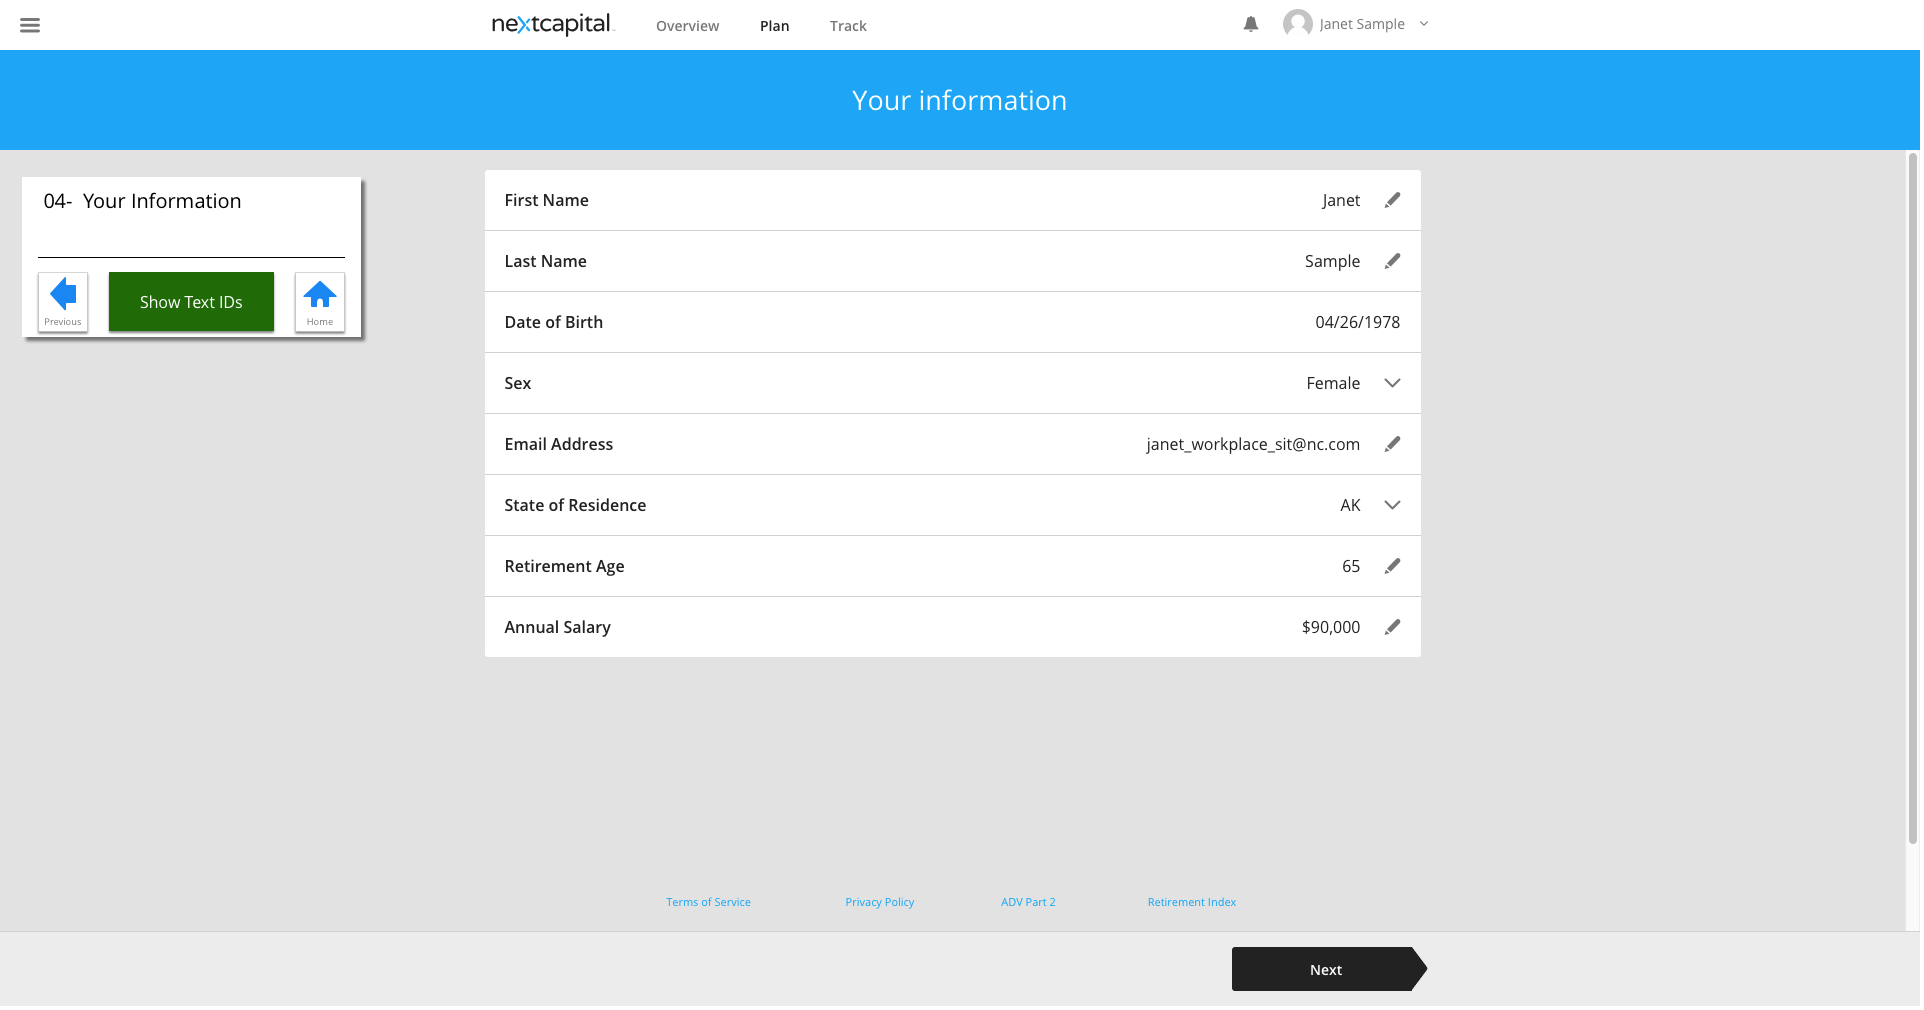 nextcapital
Overview
Plan
Track
Janet Sample
Your information
04- Your Information
Previous
Show Text IDs
Home
First Name
Janet
Last Name
Sample
Date of Birth
04/26/1978
Sex
Female
Email Address
janet_workplace_sit@nc.com
State of Residence
AK
Retirement Age
65
Annual Salary
$90,000
Terms of Service
Privacy Policy
ADV Part 2
Retirement Index
Next